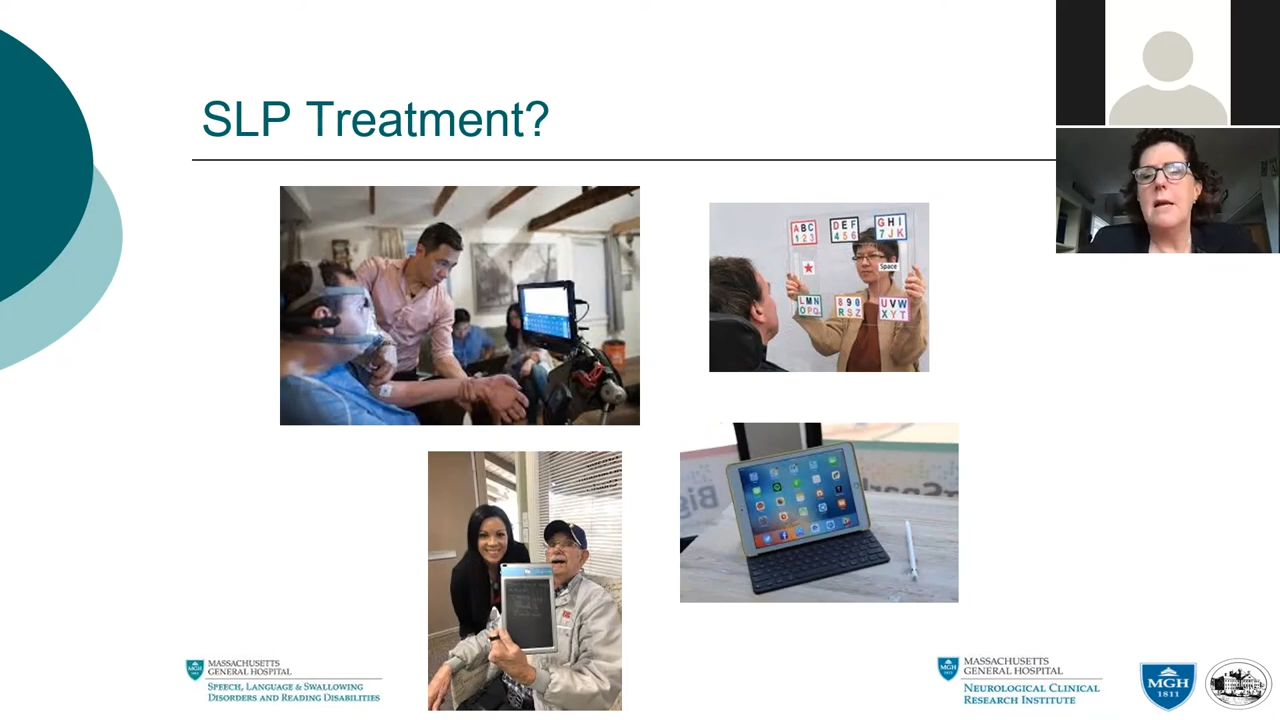 SLP Treatment?
ABC
123
DEF
456
GHI
7JK
Space
LMN
OPQ
890
RSZ
UVW
XYT
MASSACHUSETTS
GENERAL HOSPITAL
SPEECH, LANGUAGE & SWALLOWING
DISORDERS AND READING DISABILITIES
MASSACHUSETTS
GENERAL HOSPITAL
NEUROLOGICAL CLINICAL
RESEARCH INSTITUTE
MGH
1811